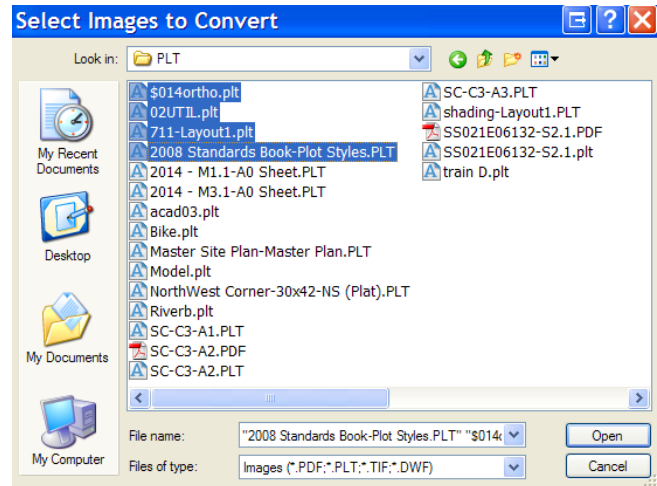 Select Images to Convert
Look in: PLT
My Recent Documents
Desktop
My Documents
My Computer
$014ortho.plt
02UTIL.plt
711-Layout1.plt
2008 Standards Book-Plot Styles.PLT
2014 - M1.1-A0 Sheet.PLT
2014 - M3.1-A0 Sheet.PLT
acad03.plt
Bike.plt
Master Site Plan-Master Plan.PLT
Model.plt
NorthWest Corner-30x42-NS (Plat).PLT
Riverb.plt
SC-C3-A1.PLT
SC-C3-A2.PDF
SC-C3-A2.PLT
SC-C3-A3.PLT
shading-Layout1.PLT
SS021E06132-S2.1.PDF
SS021E06132-S2.1.plt
train D.plt
File name: "2008 Standards Book-Plot Styles.PLT" "$014 Open
Files of type: Images (*.PDF;*.PLT;*.TIF;*.DWF) Cancel